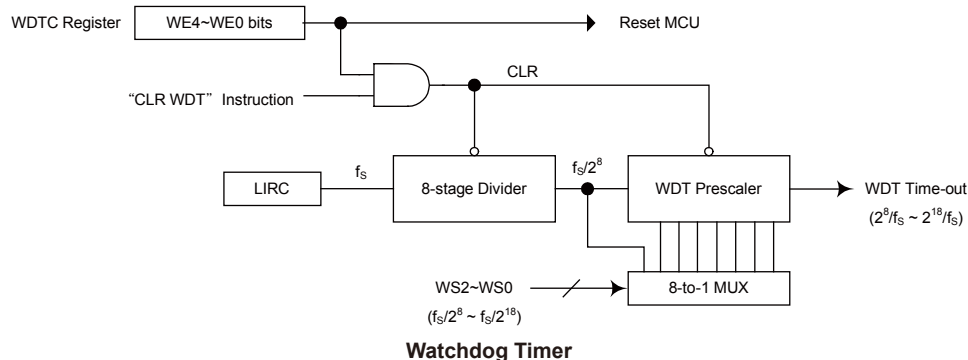 WDTC Register
WE4~WE0 bits
Reset MCU
CLR
“CLR WDT” Instruction
fS
fS/2^8
LIRC
8-stage Divider
WDT Prescaler
WDT Time-out
(2^8/fS ~ 2^18/fS)
WS2~WS0
(fS/2^8 ~ fS/2^18)
8-to-1 MUX
Watchdog Timer